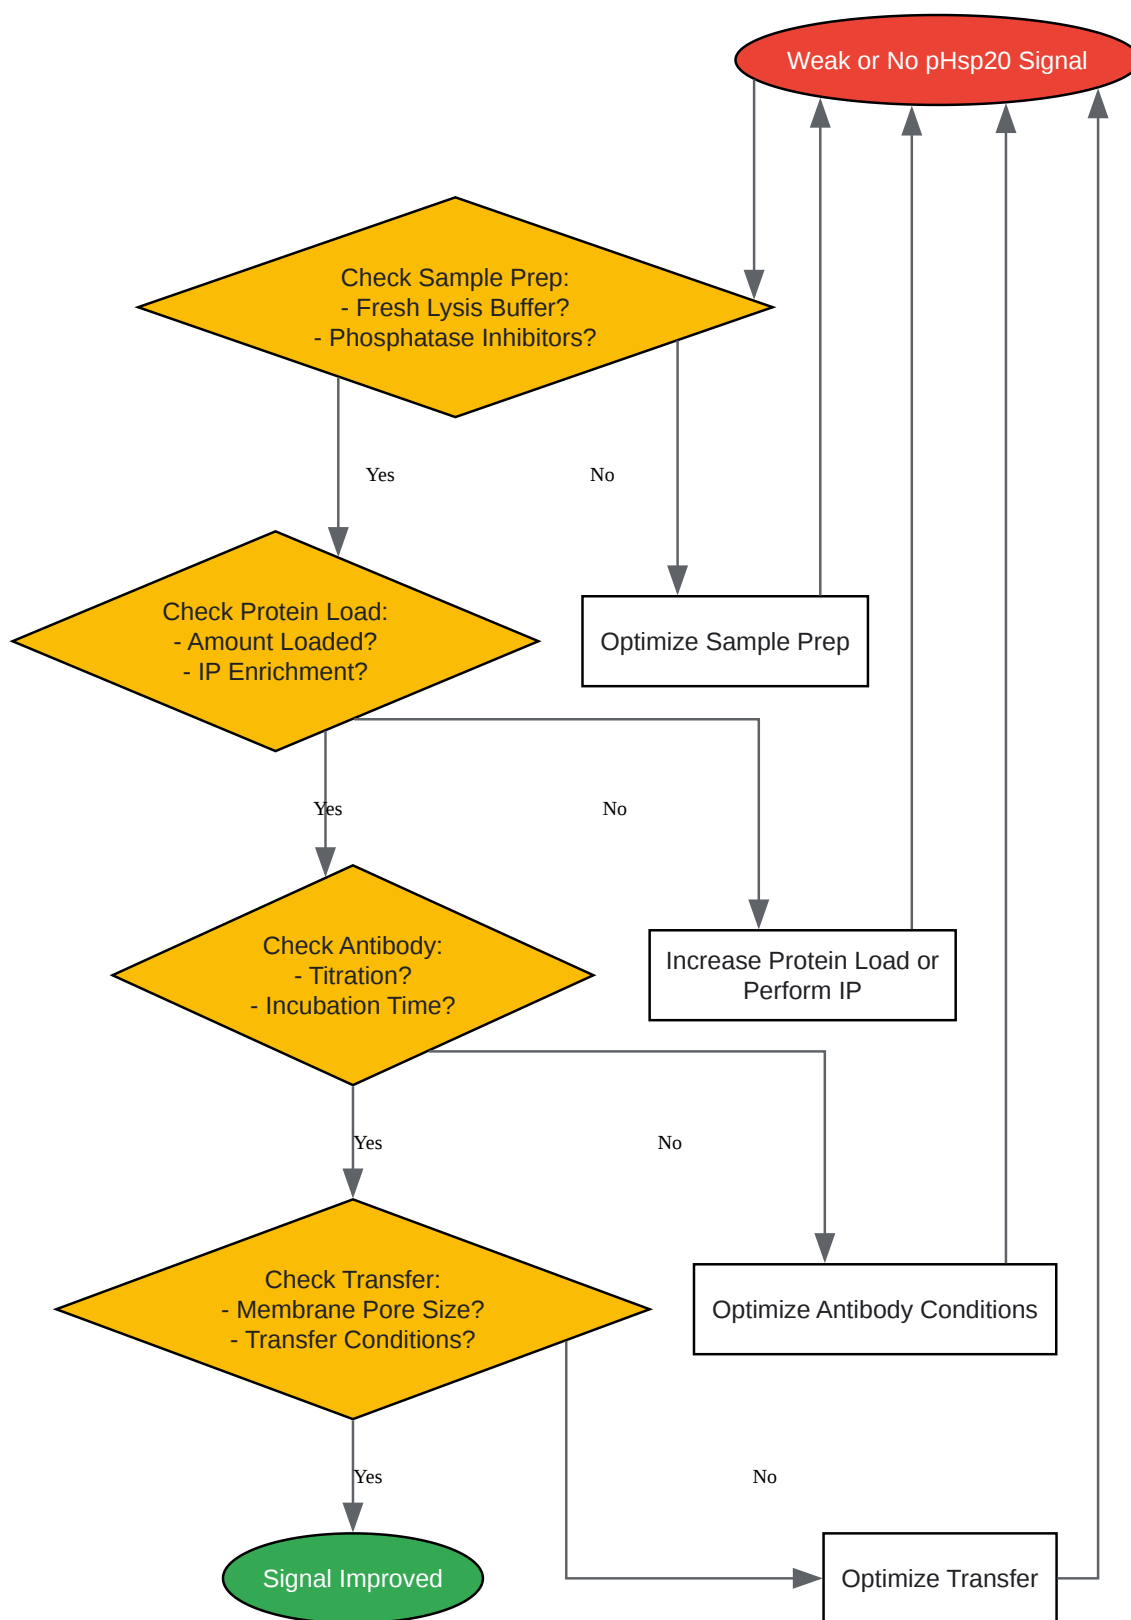 Weak or No pHsp20 Signal
Check Sample Prep:
- Fresh Lysis Buffer?
- Phosphatase Inhibitors?
Yes
No
Check Protein Load:
- Amount Loaded?
- IP Enrichment?
Optimize Sample Prep
Yes
No
Check Antibody:
- Titration?
- Incubation Time?
Increase Protein Load or
Perform IP
Yes
No
Check Transfer:
- Membrane Pore Size?
- Transfer Conditions?
Optimize Antibody Conditions
Yes
No
Signal Improved
Optimize Transfer